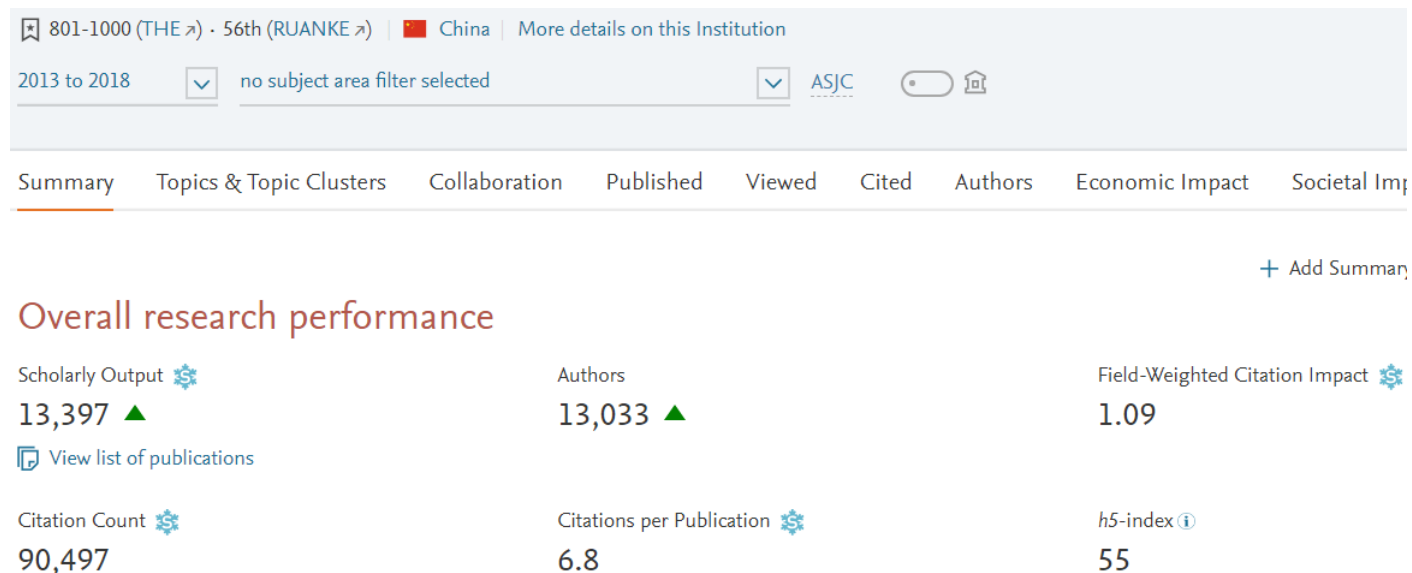 801-1000 (THE ↗) · 56th (RUANKE ↗) China More details on this Institution
2013 to 2018 no subject area filter selected ASJC
Summary Topics & Topic Clusters Collaboration Published Viewed Cited Authors Economic Impact Societal Imp
+ Add Summary
Overall research performance
Scholarly Output Authors Field-Weighted Citation Impact
13,397 13,033 1.09
View list of publications
Citation Count Citations per Publication h5-index
90,497 6.8 55